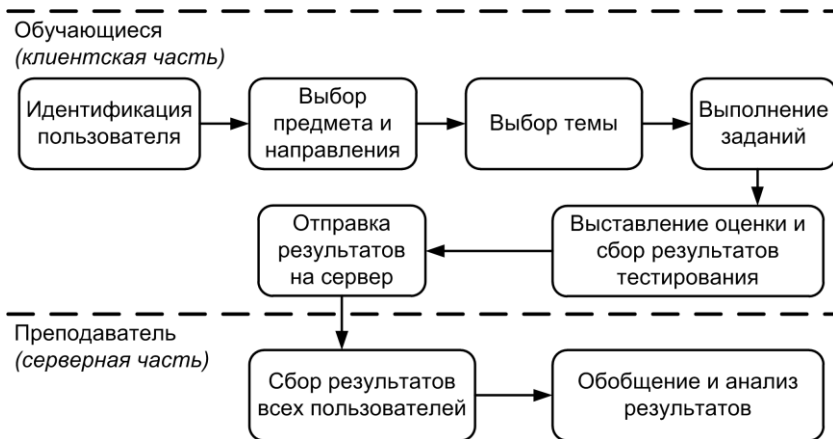 Обучающиеся
(клиентская часть)
Идентификация
пользователя
Выбор
предмета и
направления
Выбор темы
Выполнение
заданий
Выставление оценки и
сбор результатов
тестирования
Отправка
результатов
на сервер
Преподаватель
(серверная часть)
Сбор результатов
всех пользователей
Обобщение и анализ
результатов